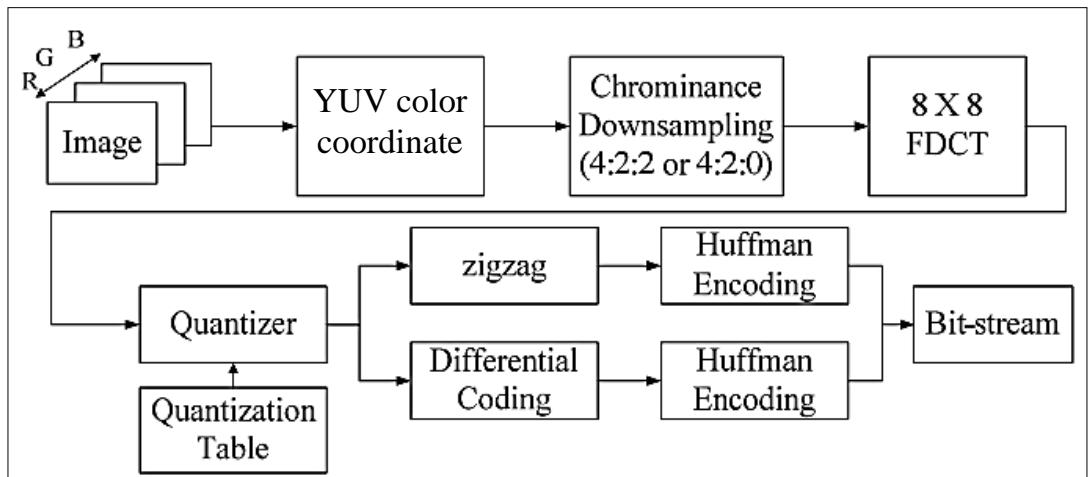 R G B
Image
YUV color
coordinate
Chrominance
Downsampling
(4:2:2 or 4:2:0)
8 X 8
FDCT
Quantizer
Quantization
Table
zigzag
Huffman
Encoding
Differential
Coding
Huffman
Encoding
Bit-stream